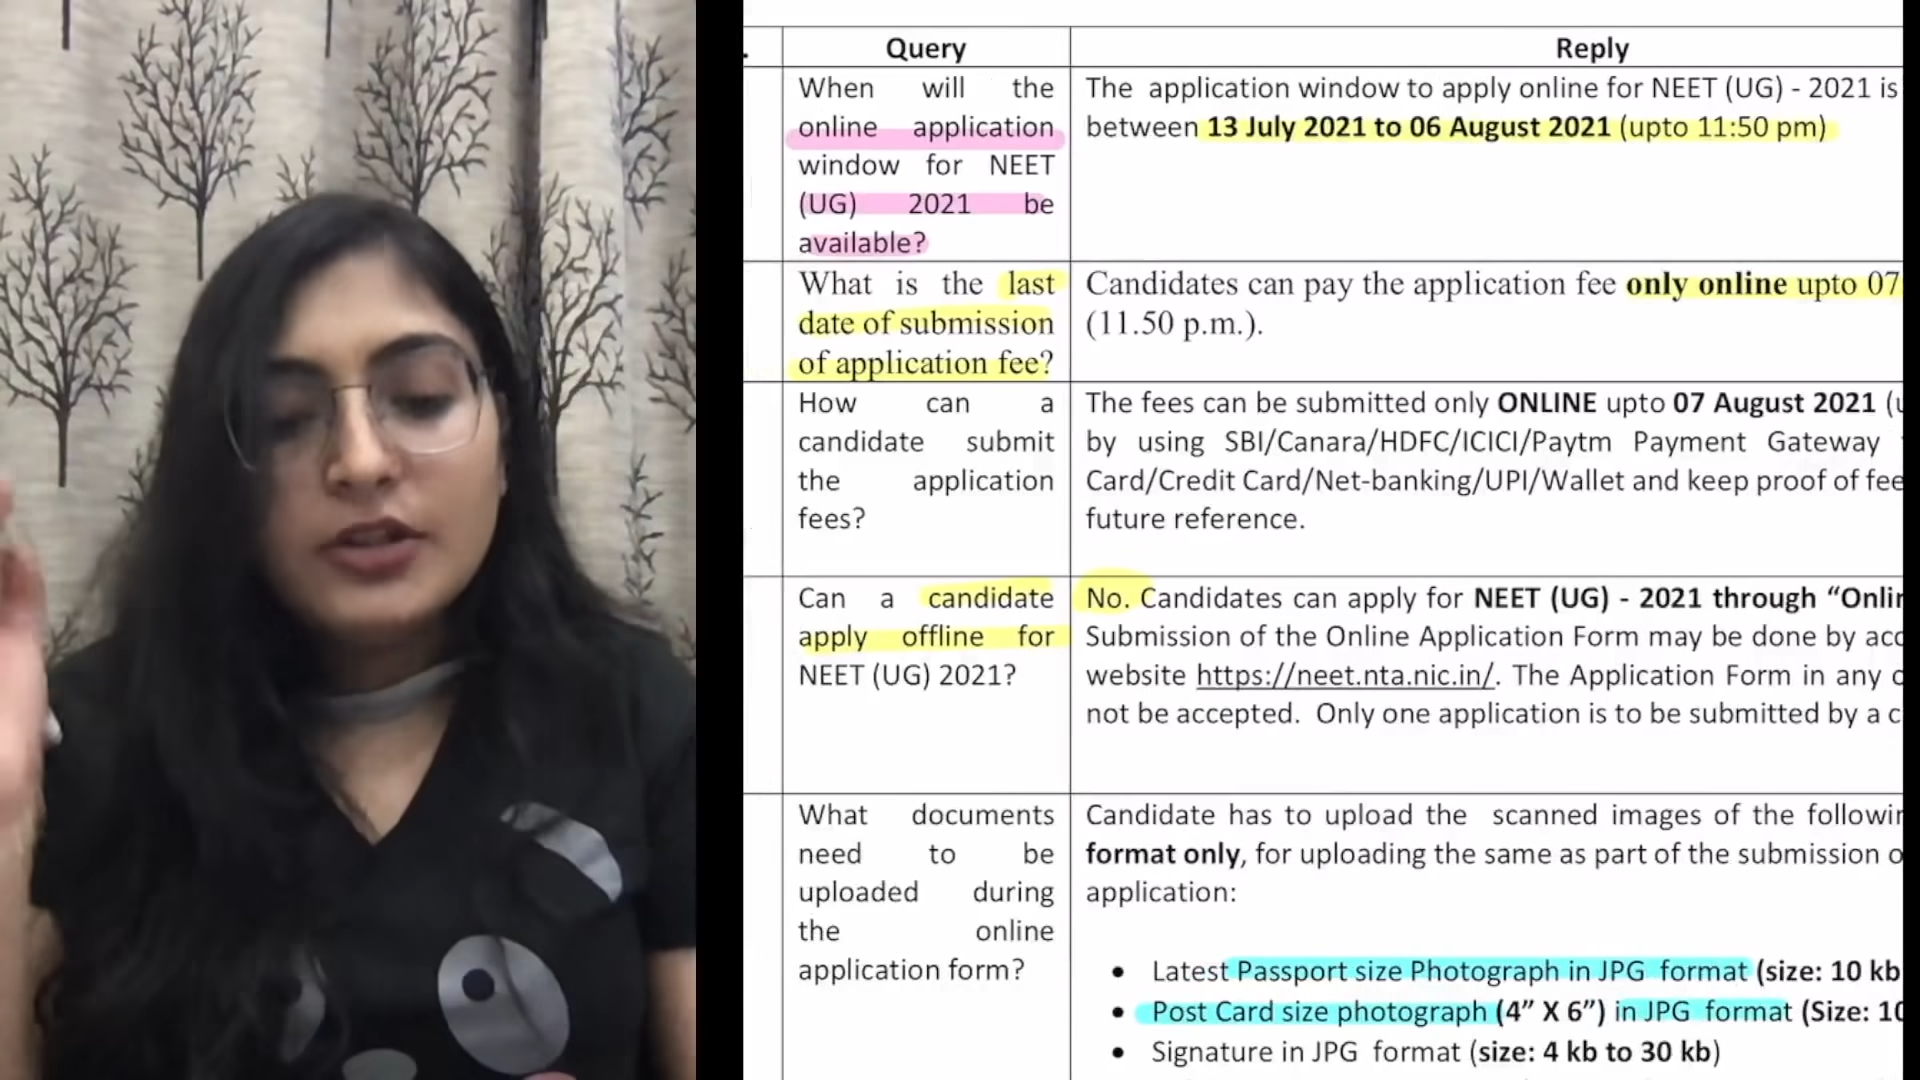 . Query Reply
When will the
online application
window for NEET
(UG) 2021 be
available?
The application window to apply online for NEET (UG) - 2021 is
between 13 July 2021 to 06 August 2021 (upto 11:50 pm)
What is the last
date of submission
of application fee?
Candidates can pay the application fee only online upto 07
(11.50 p.m.).
How can a
candidate submit
the application
fees?
The fees can be submitted only ONLINE upto 07 August 2021 (
by using SBI/Canara/HDFC/ICICI/Paytm Payment Gateway
Card/Credit Card/Net-banking/UPI/Wallet and keep proof of fee
future reference.
Can a candidate
apply offline for
NEET (UG) 2021?
No. Candidates can apply for NEET (UG) - 2021 through “
Submission of the Online Application Form may be done by
website https://neet.nta.nic.in/. The Application Form in any
not be accepted. Only one application is to be submitted by a
What documents
need to be
uploaded during
the online
application form?
Candidate has to upload the scanned images of the
format only, for uploading the same as part of the submission
application:
• Latest Passport size Photograph in JPG format (size: 10 kb
• Post Card size photograph (4” X 6”) in JPG format (Size: 10
• Signature in JPG format (size: 4 kb to 30 kb)